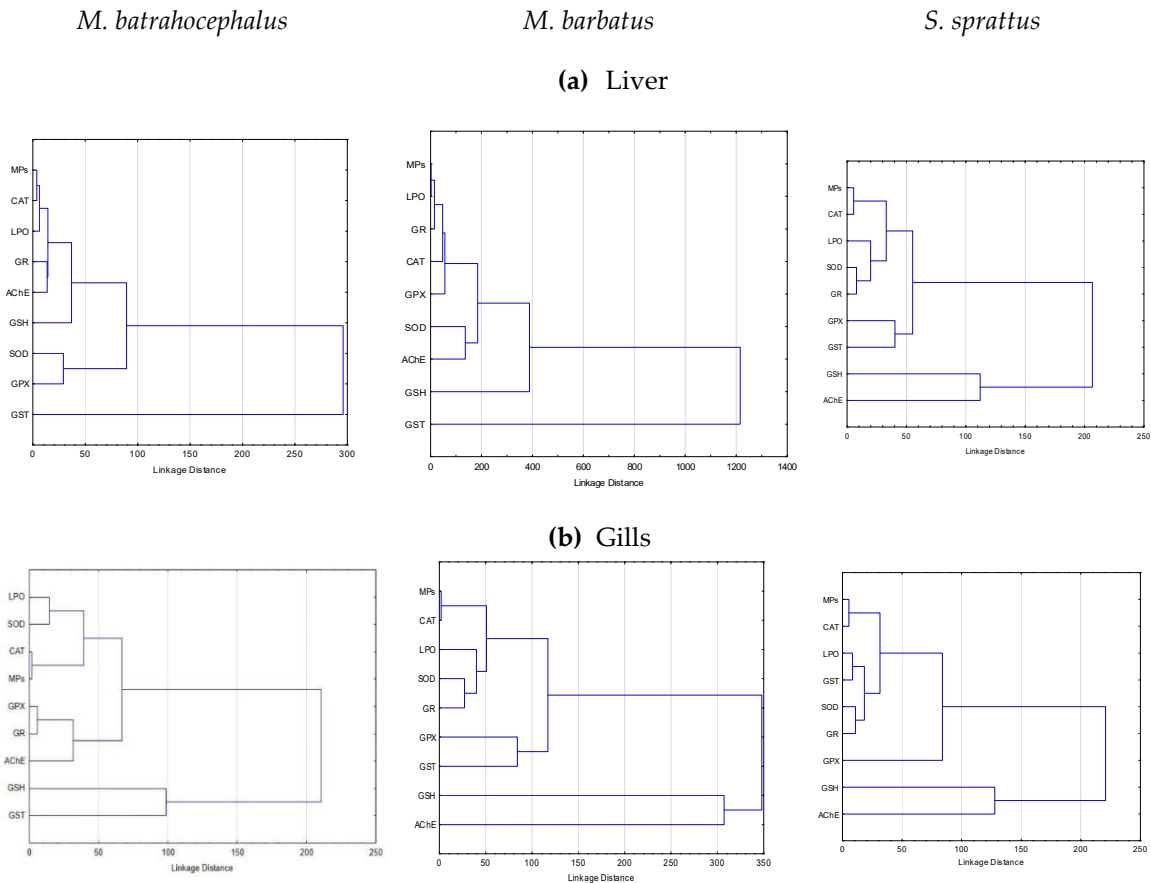 M. batrahocephalus M. barbatus S. sprattus
(a) Liver
MPs
CAT
LPO
GR
AChE
GSH
SOD
GPX
GST
0 50 100 150 200 250 300
Linkage Distance
MPs
LPO
GR
CAT
GPX
SOD
AChE
GSH
GST
0 200 400 600 800 1000 1200 1400
Linkage Distance
MPs
CAT
LPO
SOD
GR
GPX
GST
GSH
AChE
0 50 100 150 200 250
Linkage Distance
(b) Gills
LPO
SOD
CAT
MPs
GPX
GR
AChE
GSH
GST
0 50 100 150 200 250
Linkage Distance
MPs
CAT
LPO
SOD
GR
GPX
GST
GSH
AChE
0 50 100 150 200 250 300 350
Linkage Distance
MPs
CAT
LPO
GST
SOD
GR
GPX
GSH
AChE
0 50 100 150 200 250
Linkage Distance